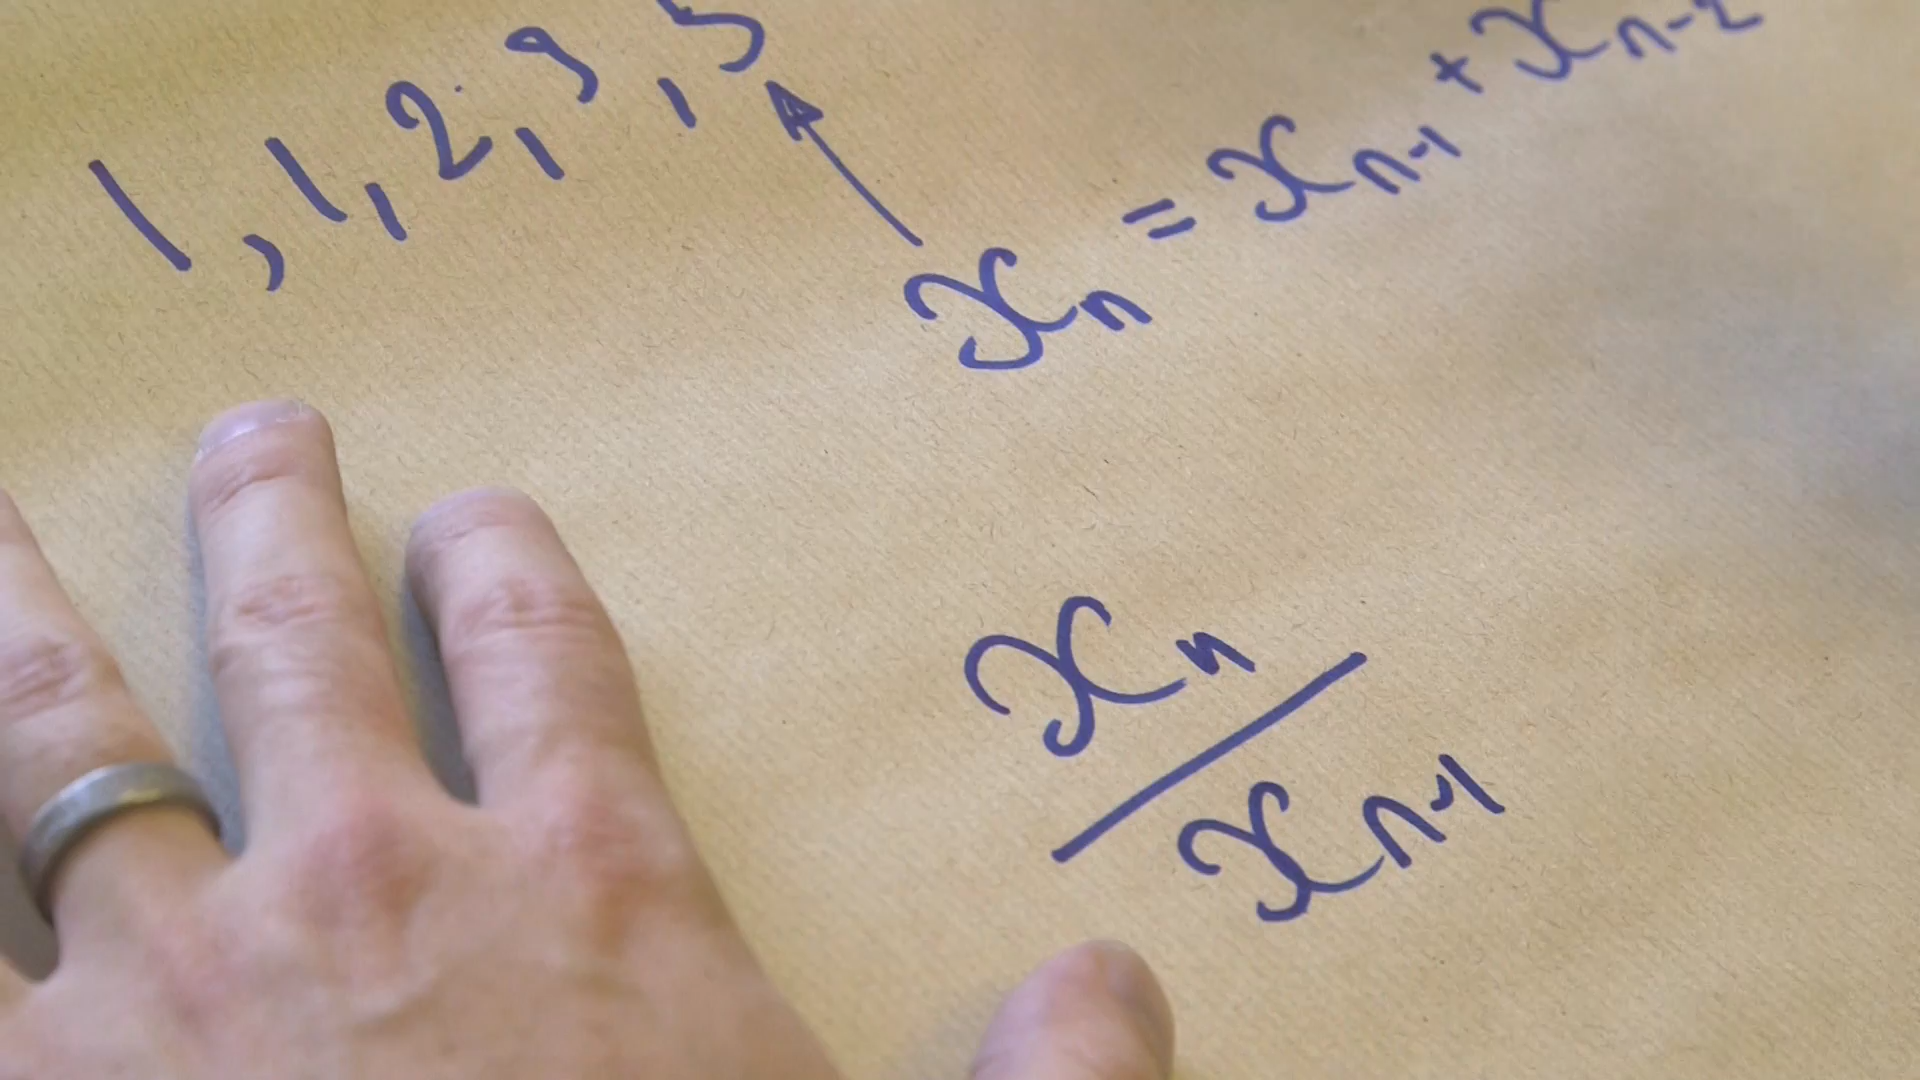 1, 1, 2, 3, 5
xₙ = xₙ₋₁ + xₙ₋₂
xₙ
xₙ₋₁